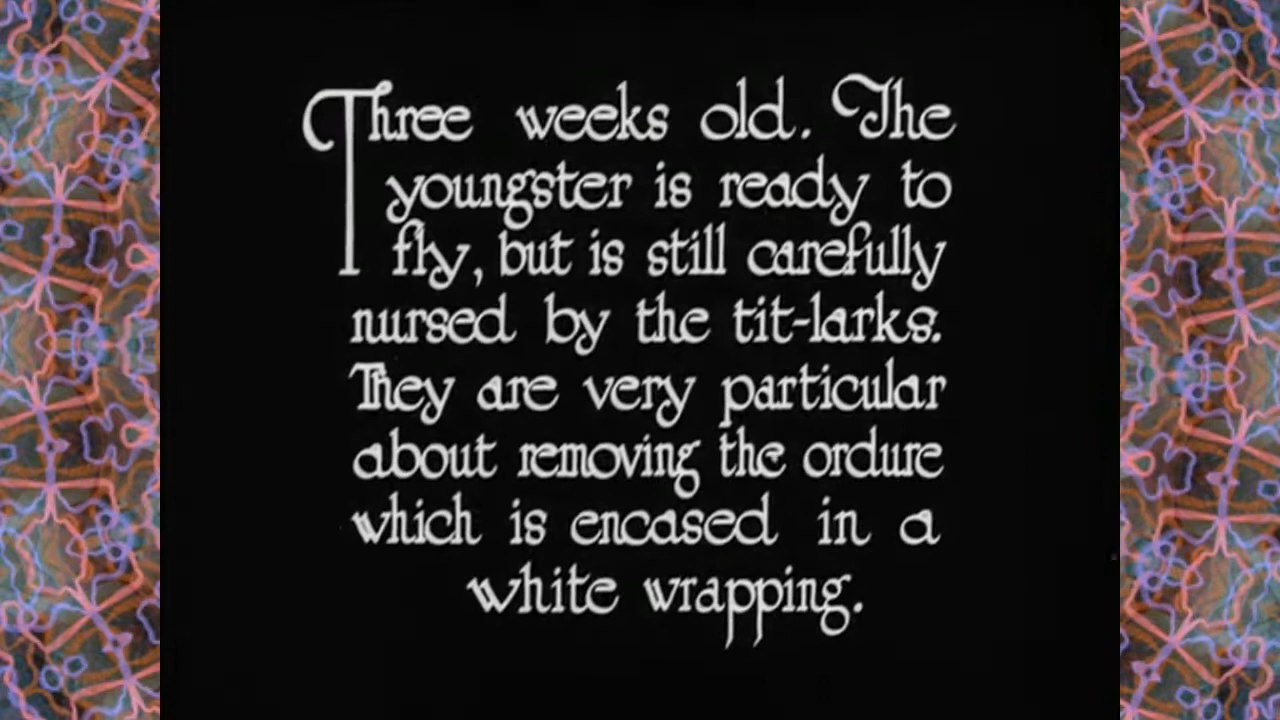 Three weeks old. The
youngster is ready to
fly, but is still carefully
nursed by the tit-larks.
They are very particular
about removing the ordure
which is encased in a
white wrapping.